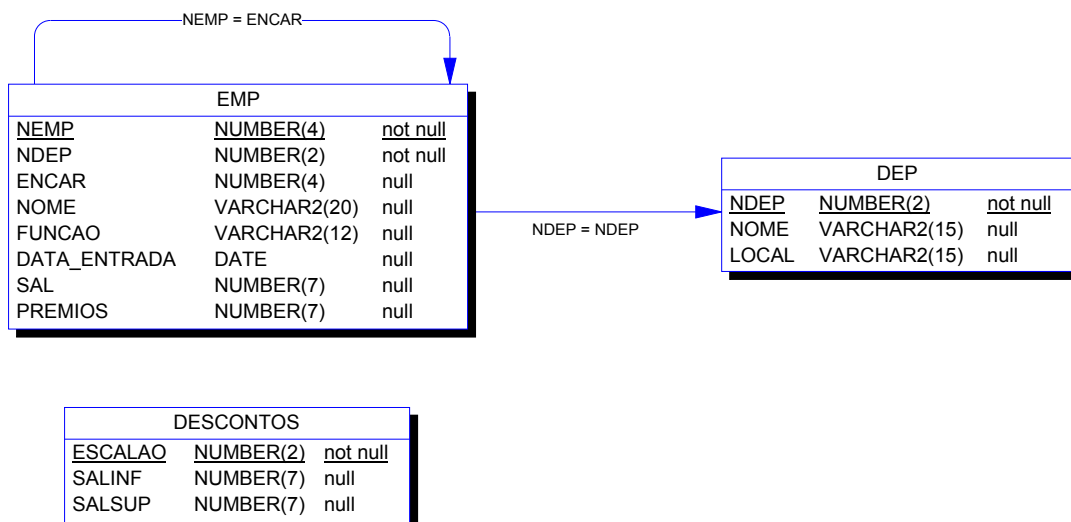 NEMP = ENCAR
EMP
NEMP NUMBER(4) not null
NDEP NUMBER(2) not null
ENCAR NUMBER(4) null
NOME VARCHAR2(20) null
FUNCAO VARCHAR2(12) null
DATA_ENTRADA DATE null
SAL NUMBER(7) null
PREMIOS NUMBER(7) null
NDEP = NDEP
DEP
NDEP NUMBER(2) not null
NOME VARCHAR2(15) null
LOCAL VARCHAR2(15) null
DESCONTOS
ESCALAO NUMBER(2) not null
SALINF NUMBER(7) null
SALSUP NUMBER(7) null